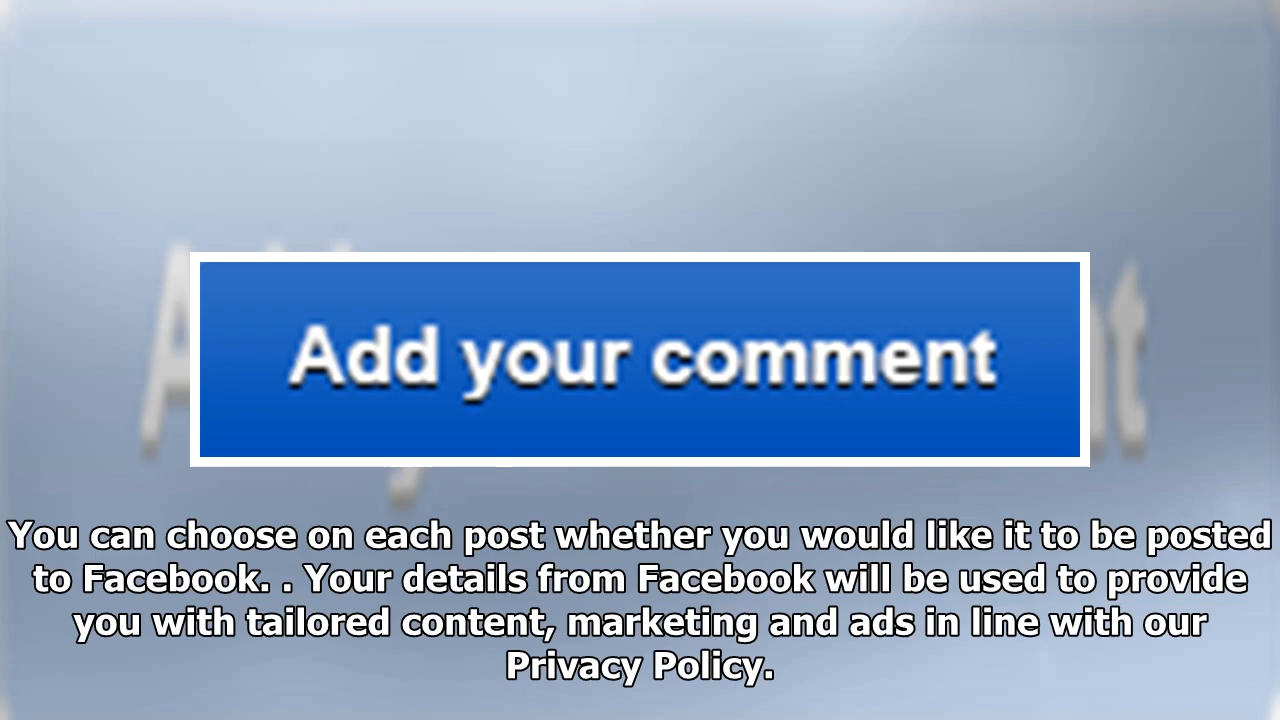 Add your comment
You can choose on each post whether you would like it to be posted
to Facebook. . Your details from Facebook will be used to provide
you with tailored content, marketing and ads in line with our
Privacy Policy.